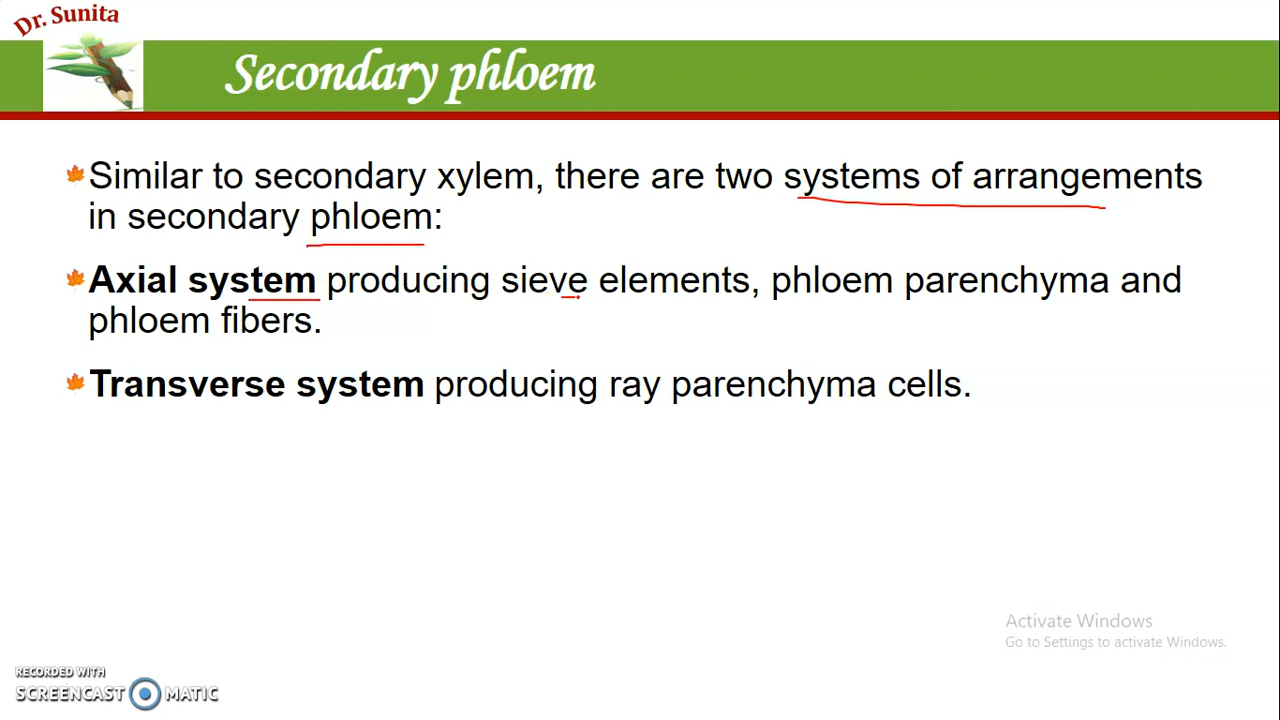 Dr. Sunita
Secondary phloem
Similar to secondary xylem, there are two systems of arrangements
in secondary phloem:
Axial system producing sieve elements, phloem parenchyma and
phloem fibers.
Transverse system producing ray parenchyma cells.
Activate Windows
Go to Settings to activate Windows.
RECORDED WITH
SCREENCAST MATIC